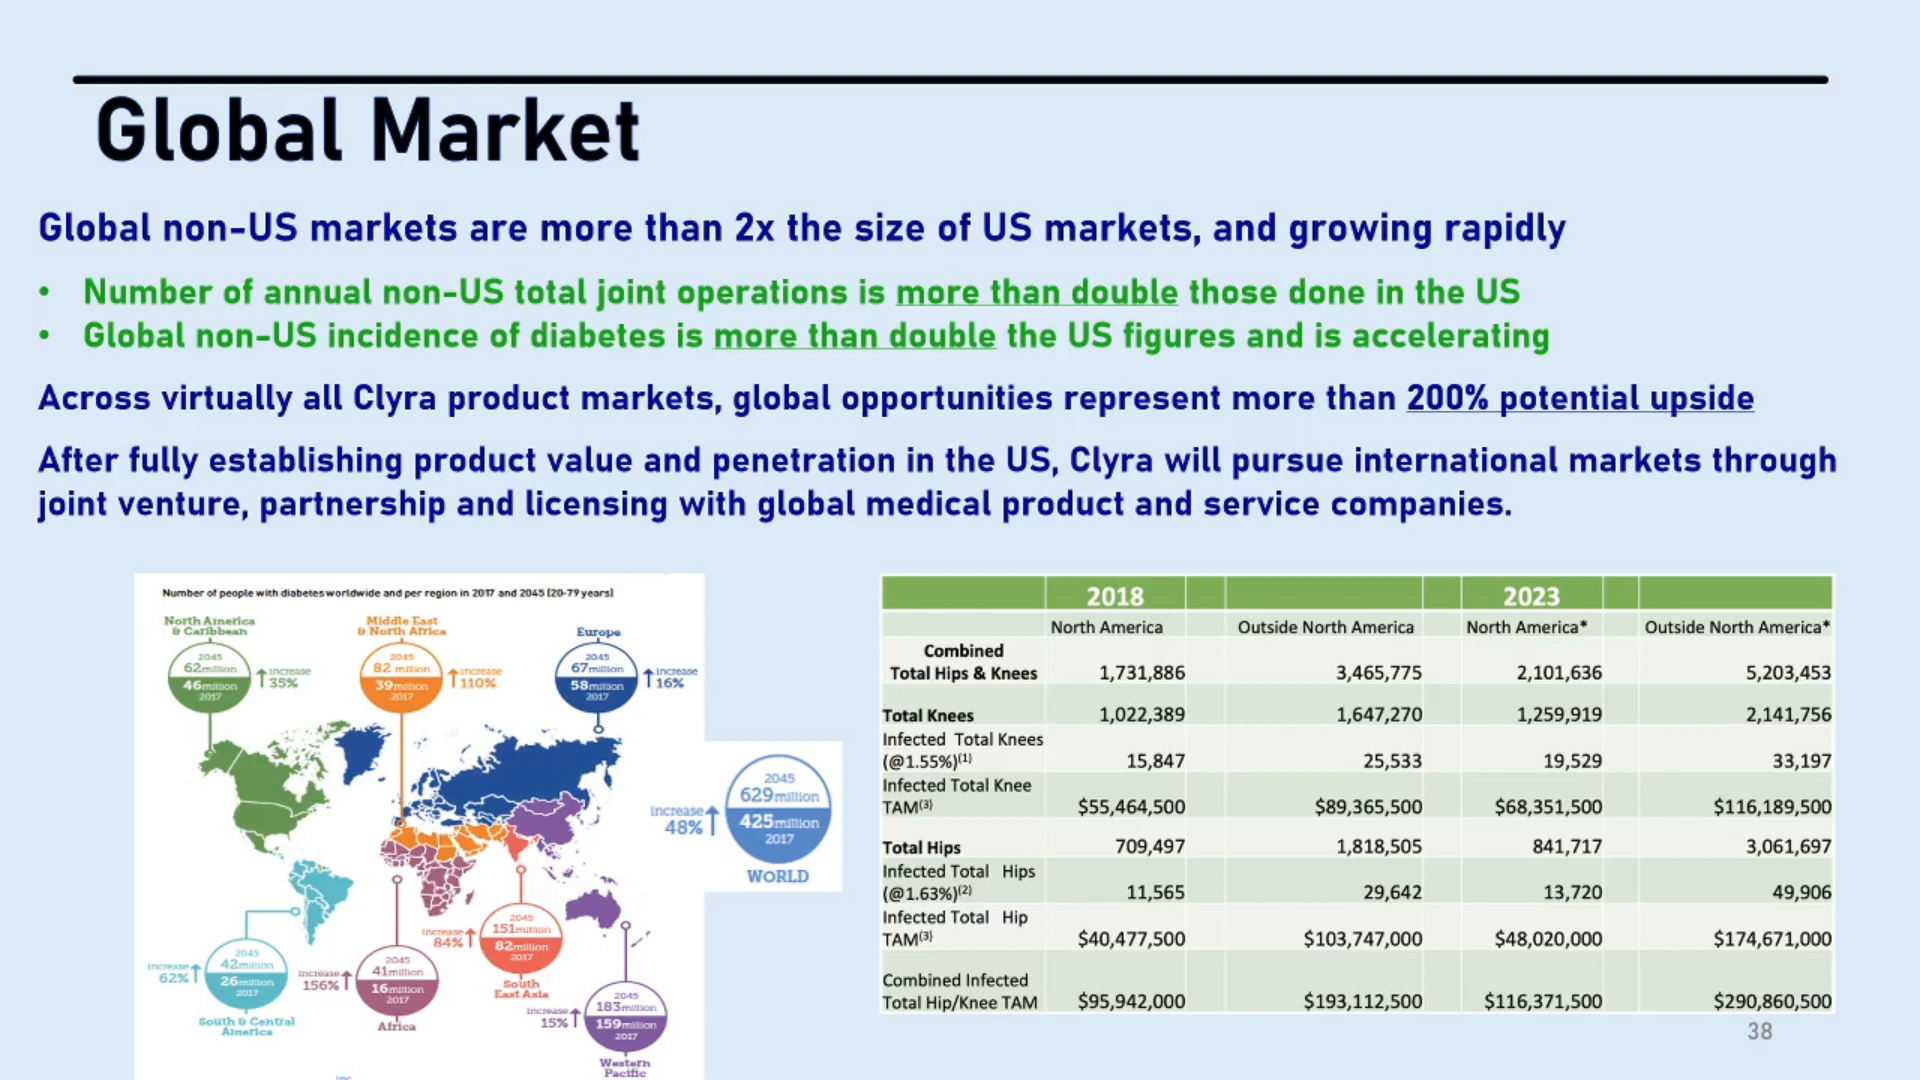 Global Market
Global non-US markets are more than 2x the size of US markets, and growing rapidly
• Number of annual non-US total joint operations is more than double those done in the US
• Global non-US incidence of diabetes is more than double the US figures and is accelerating
Across virtually all Clyra product markets, global opportunities represent more than 200% potential upside
After fully establishing product value and penetration in the US, Clyra will pursue international markets through
joint venture, partnership and licensing with global medical product and service companies.
Number of people with diabetes worldwide and per region in 2017 and 2045 (20-79 years)
North America
& Caribbean
2045
62million
46million
2017
increase
35%
Middle East
& North Africa
2045
82 million
39million
2017
increase
110%
Europe
2045
67million
58million
2017
increase
16%
2045
629million
425million
2017
increase
48%
WORLD
2045
42million
26million
2017
increase
62%
South & Central
America
2045
41million
16million
2017
increase
156%
Africa
2045
151million
82million
2017
increase
84%
South
East Asia
2045
183million
159million
2017
increase
15%
Western
Pacific
inc
2018 2023
North America Outside North America North America* Outside North America*
Combined
Total Hips & Knees 1,731,886 3,465,775 2,101,636 5,203,453
Total Knees 1,022,389 1,647,270 1,259,919 2,141,756
Infected Total Knees
(@1.55%)(1) 15,847 25,533 19,529 33,197
Infected Total Knee
TAM(3) $55,464,500 $89,365,500 $68,351,500 $116,189,500
Total Hips 709,497 1,818,505 841,717 3,061,697
Infected Total Hips
(@1.63%)(2) 11,565 29,642 13,720 49,906
Infected Total Hip
TAM(3) $40,477,500 $103,747,000 $48,020,000 $174,671,000
Combined Infected
Total Hip/Knee TAM $95,942,000 $193,112,500 $116,371,500 $290,860,500
38